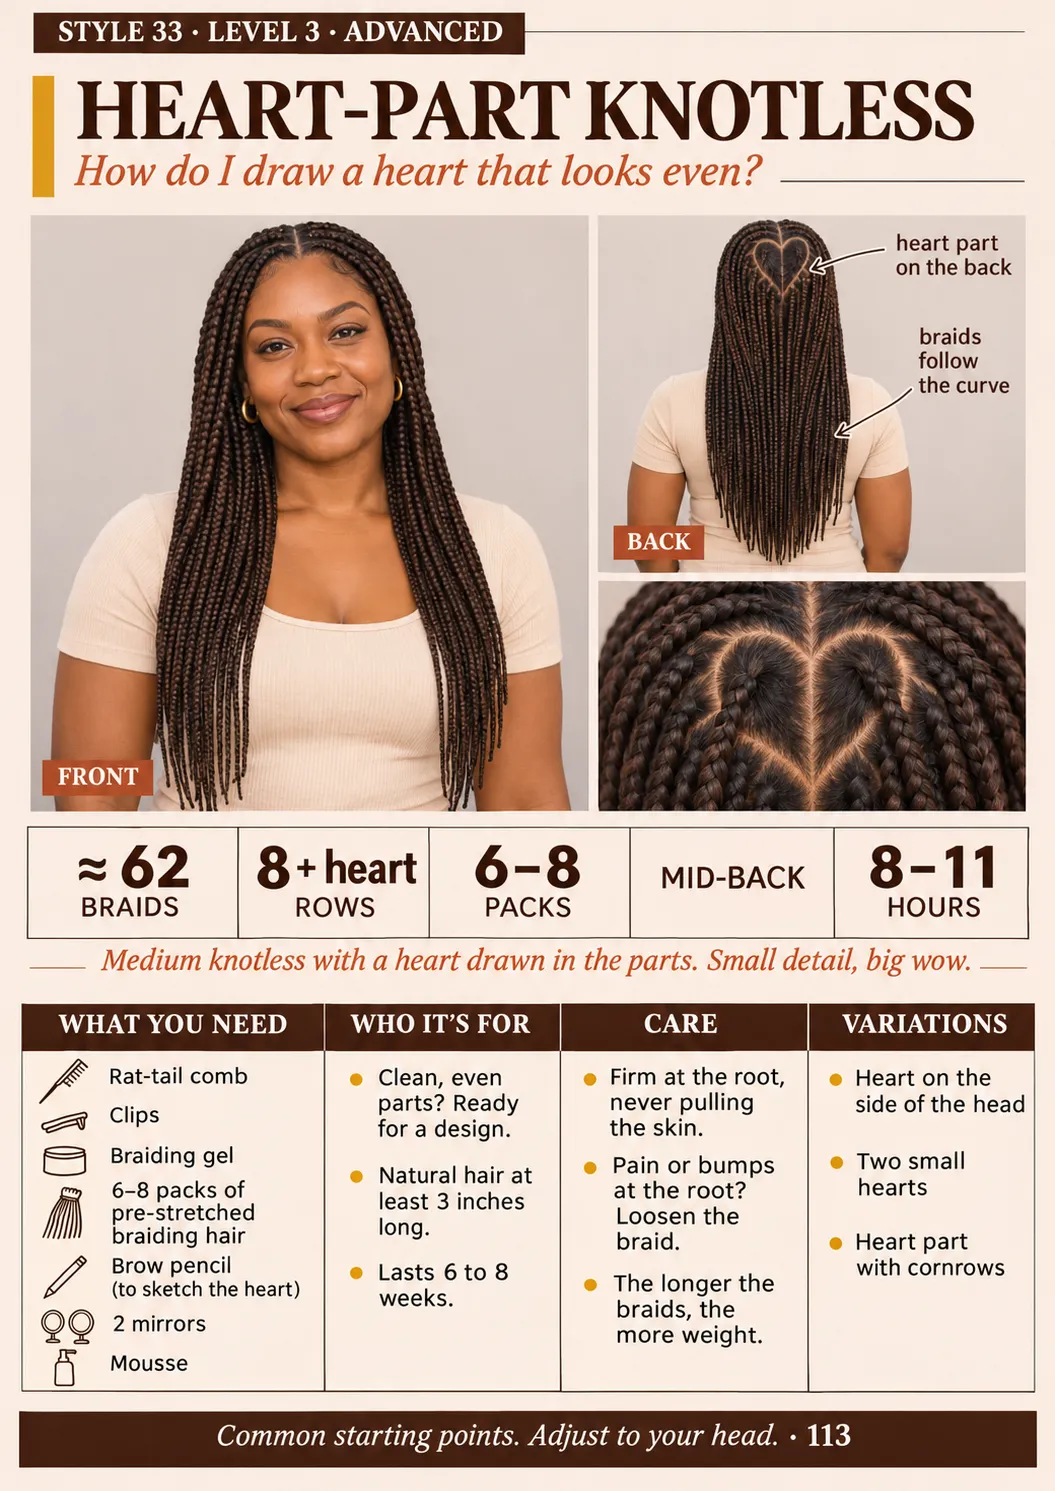 STYLE 33 · LEVEL 3 · ADVANCED
HEART-PART KNOTLESS
How do I draw a heart that looks even?
FRONT
heart part
on the back
braids
follow
the curve
BACK
≈ 62
BRAIDS
8 + heart
ROWS
6–8
PACKS
MID-BACK
8–11
HOURS
Medium knotless with a heart drawn in the parts. Small detail, big wow.
WHAT YOU NEED
Rat-tail comb
Clips
Braiding gel
6–8 packs of
pre-stretched
braiding hair
Brow pencil
(to sketch the heart)
2 mirrors
Mousse
WHO IT'S FOR
Clean, even
parts? Ready
for a design.
Natural hair at
least 3 inches
long.
Lasts 6 to 8
weeks.
CARE
Firm at the root,
never pulling
the skin.
Pain or bumps
at the root?
Loosen the
braid.
The longer the
braids, the
more weight.
VARIATIONS
Heart on the
side of the head
Two small
hearts
Heart part
with cornrows
Common starting points. Adjust to your head. · 113